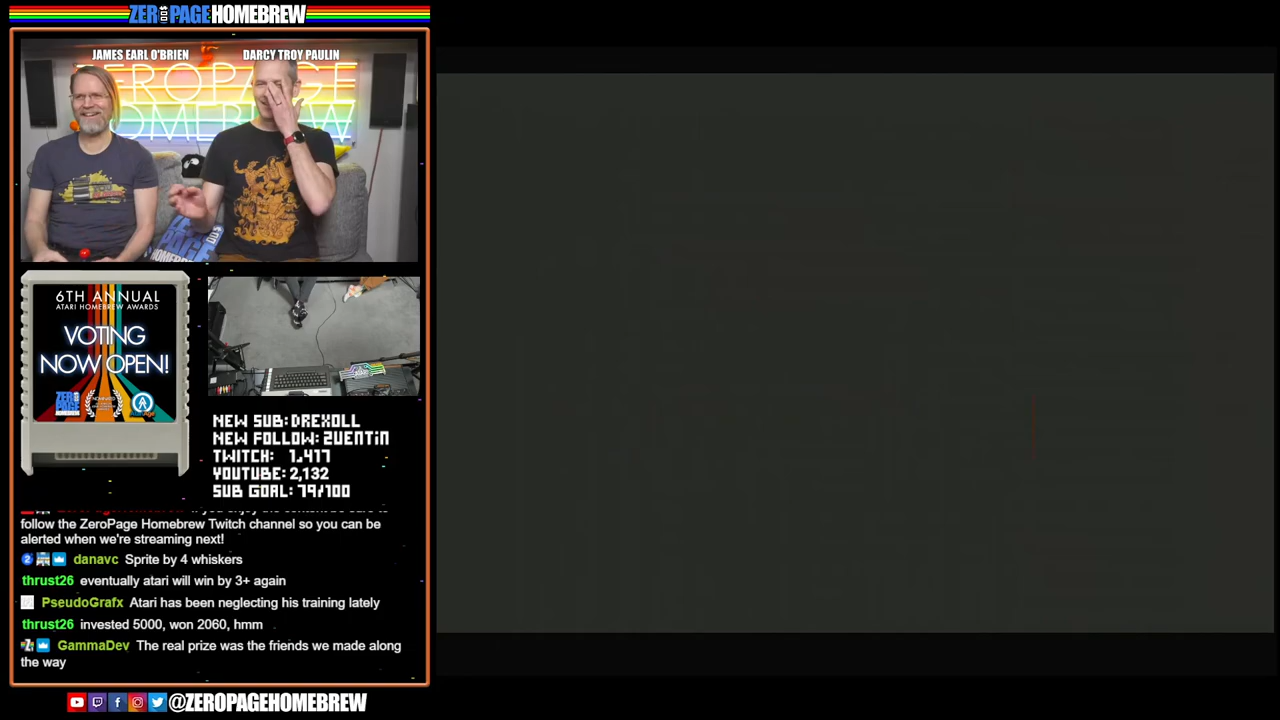 ZEROPAGE HOMEBREW
JAMES EARL O'BRIEN
DARCY TROY PAULIN
ZEROPAGE
HOMEBREW
6TH ANNUAL
ATARI HOMEBREW AWARDS
VOTING
NOW OPEN!
NEW SUB: DREXOLL
NEW FOLLOW: ZUENTIN
TWITCH: 1,417
YOUTUBE: 2,132
SUB GOAL: 79/100
follow the ZeroPage Homebrew Twitch channel so you can be
alerted when we're streaming next!
danavc Sprite by 4 whiskers
thrust26 eventually atari will win by 3+ again
PseudoGrafx Atari has been neglecting his training lately
thrust26 invested 5000, won 2060, hmm
GammaDev The real prize was the friends we made along
the way
@ZEROPAGEHOMEBREW